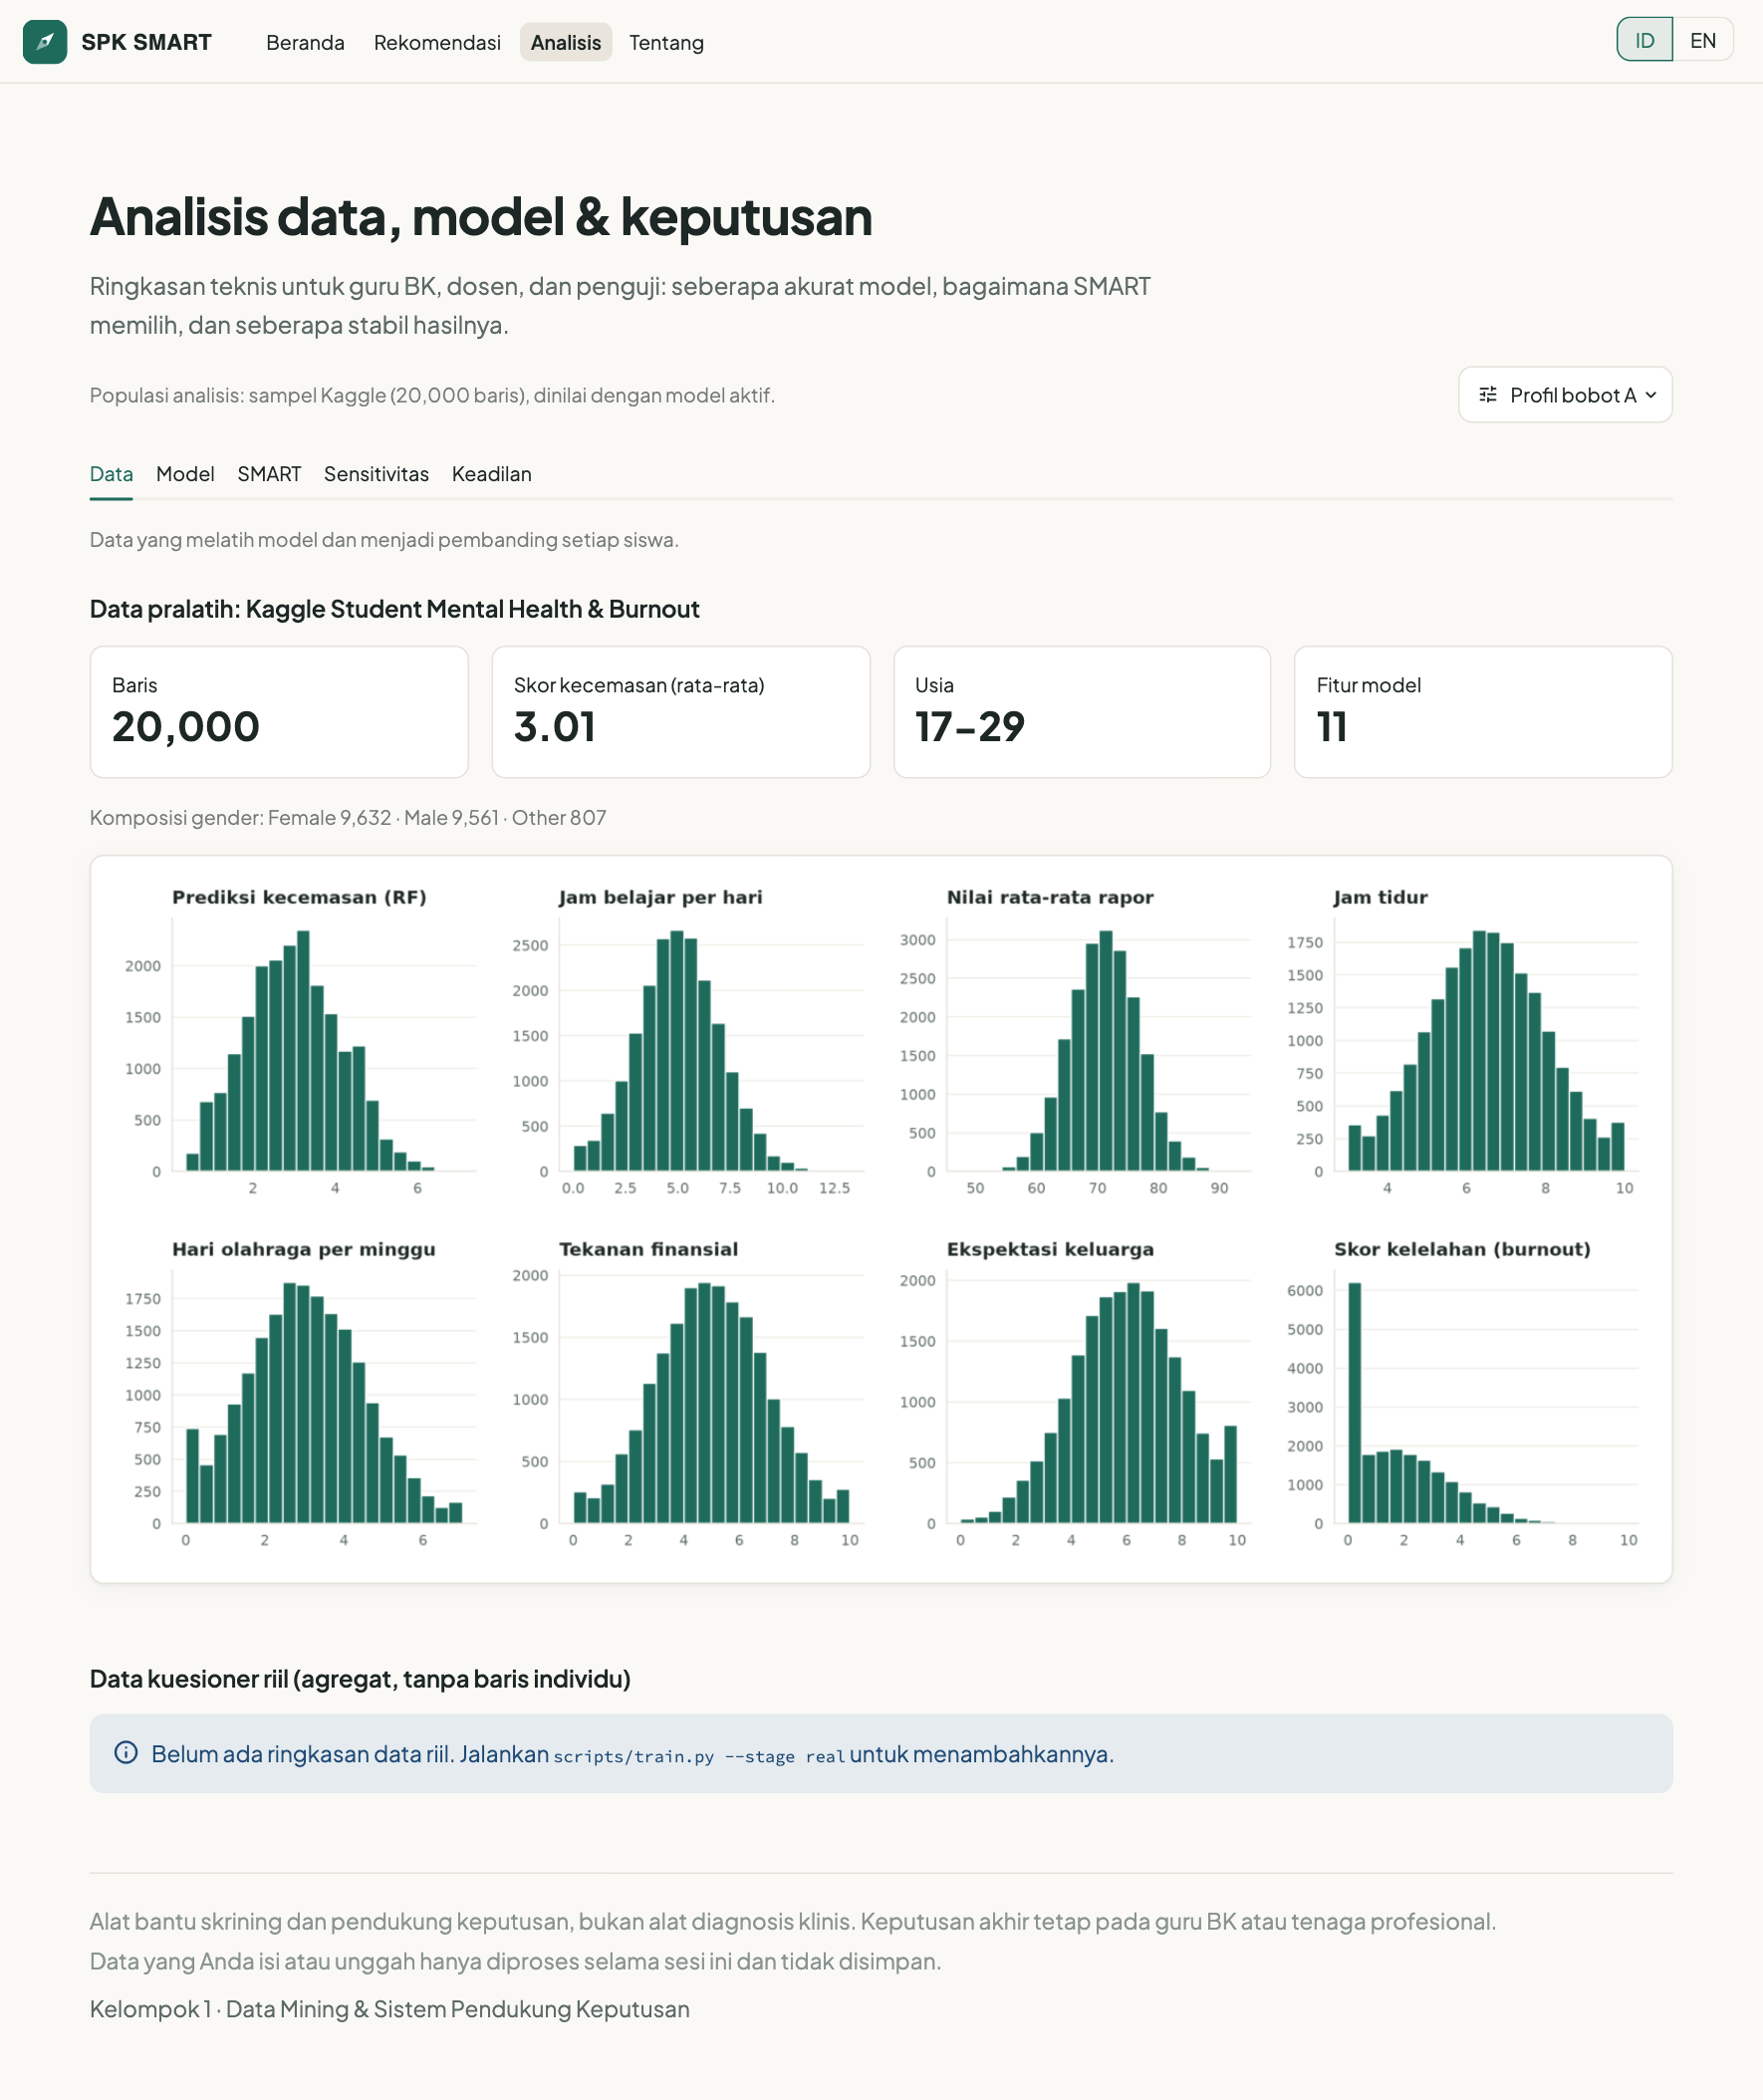 SPK SMART
Beranda Rekomendasi Analisis Tentang
ID EN
Analisis data, model & keputusan
Ringkasan teknis untuk guru BK, dosen, dan penguji: seberapa akurat model, bagaimana SMART
memilih, dan seberapa stabil hasilnya.
Populasi analisis: sampel Kaggle (20,000 baris), dinilai dengan model aktif.
Profil bobot A
Data Model SMART Sensitivitas Keadilan
Data yang melatih model dan menjadi pembanding setiap siswa.
Data pralatih: Kaggle Student Mental Health & Burnout
Baris
20,000
Skor kecemasan (rata-rata)
3.01
Usia
17–29
Fitur model
11
Komposisi gender: Female 9,632 · Male 9,561 · Other 807
Prediksi kecemasan (RF)
2000
1500
1000
500
0
2 4 6
Jam belajar per hari
2500
2000
1500
1000
500
0
0.0 2.5 5.0 7.5 10.0 12.5
Nilai rata-rata rapor
3000
2500
2000
1500
1000
500
0
50 60 70 80 90
Jam tidur
1750
1500
1250
1000
750
500
250
0
4 6 8 10
Hari olahraga per minggu
1750
1500
1250
1000
750
500
250
0
0 2 4 6
Tekanan finansial
2000
1500
1000
500
0
0 2 4 6 8 10
Ekspektasi keluarga
2000
1500
1000
500
0
0 2 4 6 8 10
Skor kelelahan (burnout)
6000
5000
4000
3000
2000
1000
0
0 2 4 6 8 10
Data kuesioner riil (agregat, tanpa baris individu)
Belum ada ringkasan data riil. Jalankan scripts/train.py --stage real untuk menambahkannya.
Alat bantu skrining dan pendukung keputusan, bukan alat diagnosis klinis. Keputusan akhir tetap pada guru BK atau tenaga profesional.
Data yang Anda isi atau unggah hanya diproses selama sesi ini dan tidak disimpan.
Kelompok 1 · Data Mining & Sistem Pendukung Keputusan